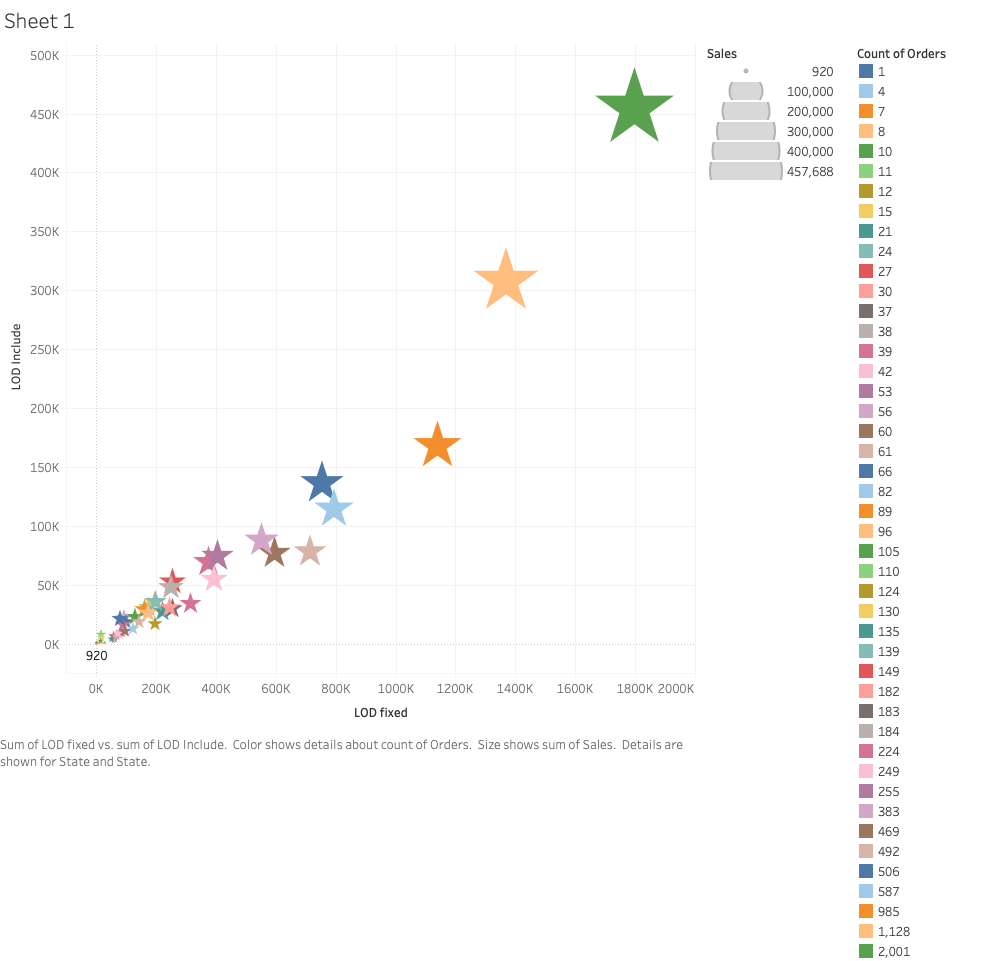 Sheet 1
500K
450K
400K
350K
300K
250K
200K
150K
100K
50K
0K
LOD Include
920
0K 200K 400K 600K 800K 1000K 1200K 1400K 1600K 1800K 2000K
LOD fixed
Sum of LOD fixed vs. sum of LOD Include. Color shows details about count of Orders. Size shows sum of Sales. Details are
shown for State and State.
Sales
920
100,000
200,000
300,000
400,000
457,688
Count of Orders
1
4
7
8
10
11
12
15
21
24
27
30
37
38
39
42
53
56
60
61
66
82
89
96
105
110
124
130
135
139
149
182
183
184
224
249
255
383
469
492
506
587
985
1,128
2,001